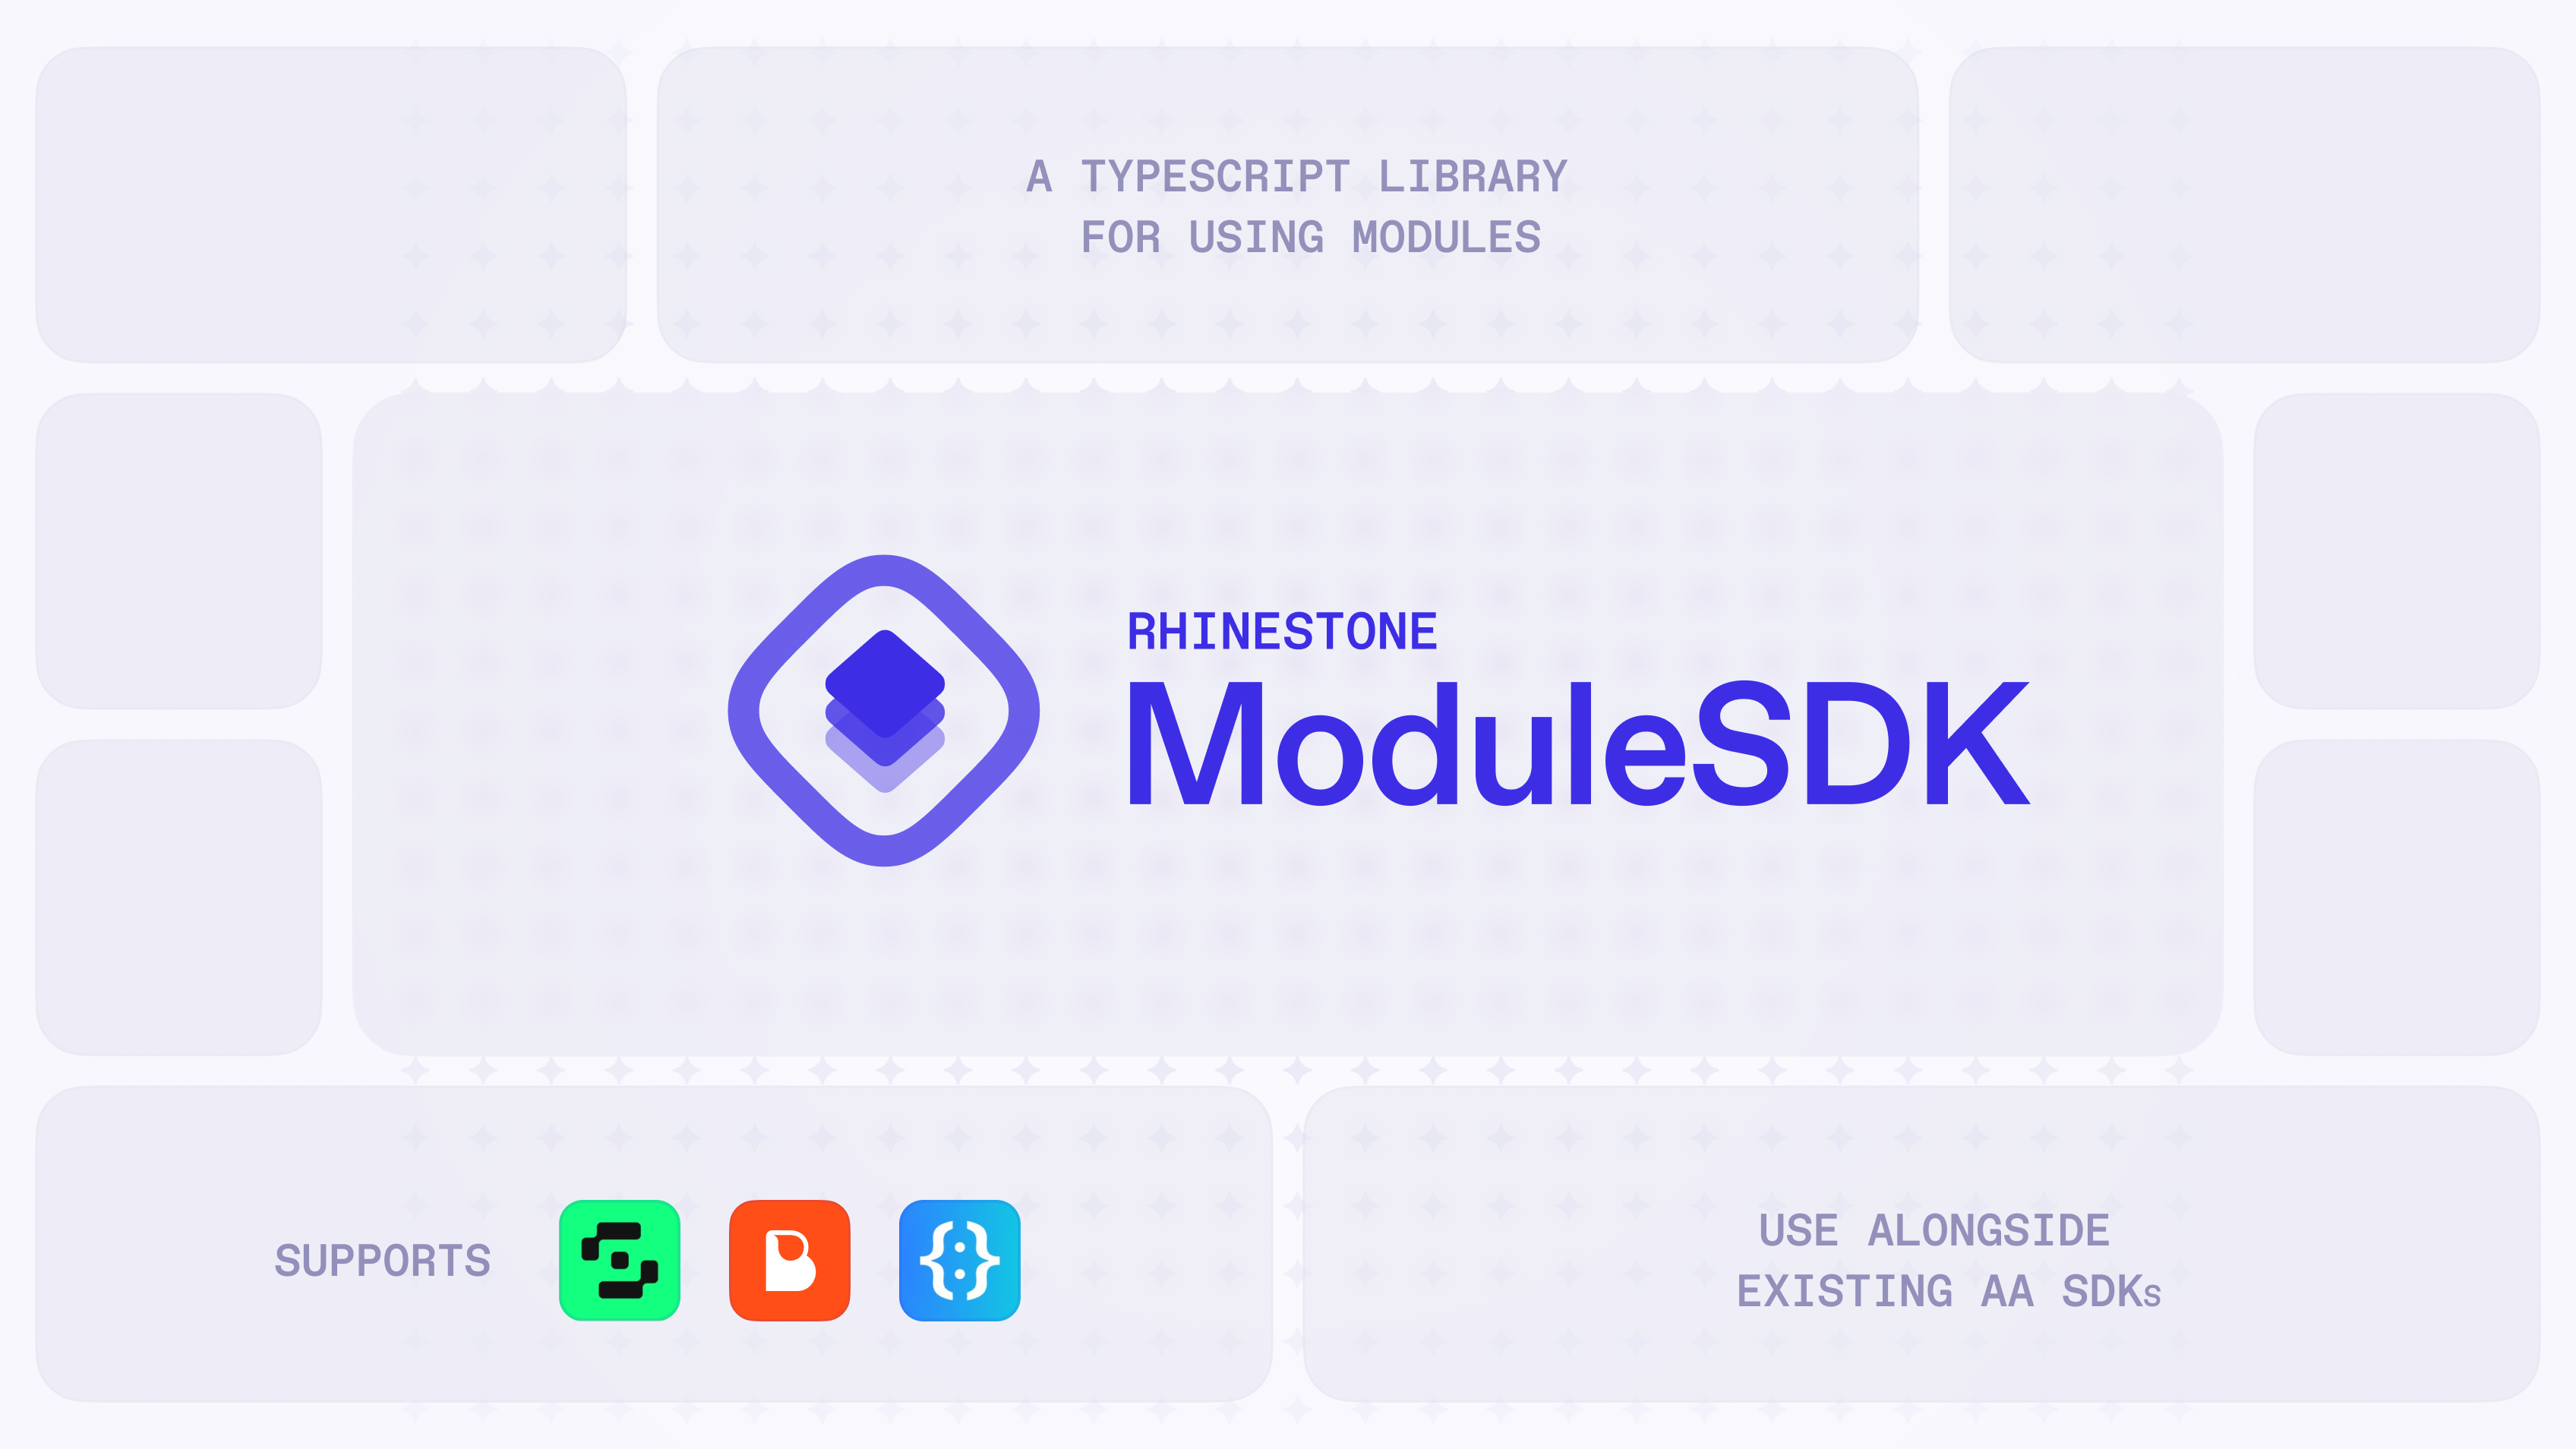 A TYPESCRIPT LIBRARY
FOR USING MODULES
RHINESTONE
ModuleSDK
SUPPORTS
USE ALONGSIDE
EXISTING AA SDKs